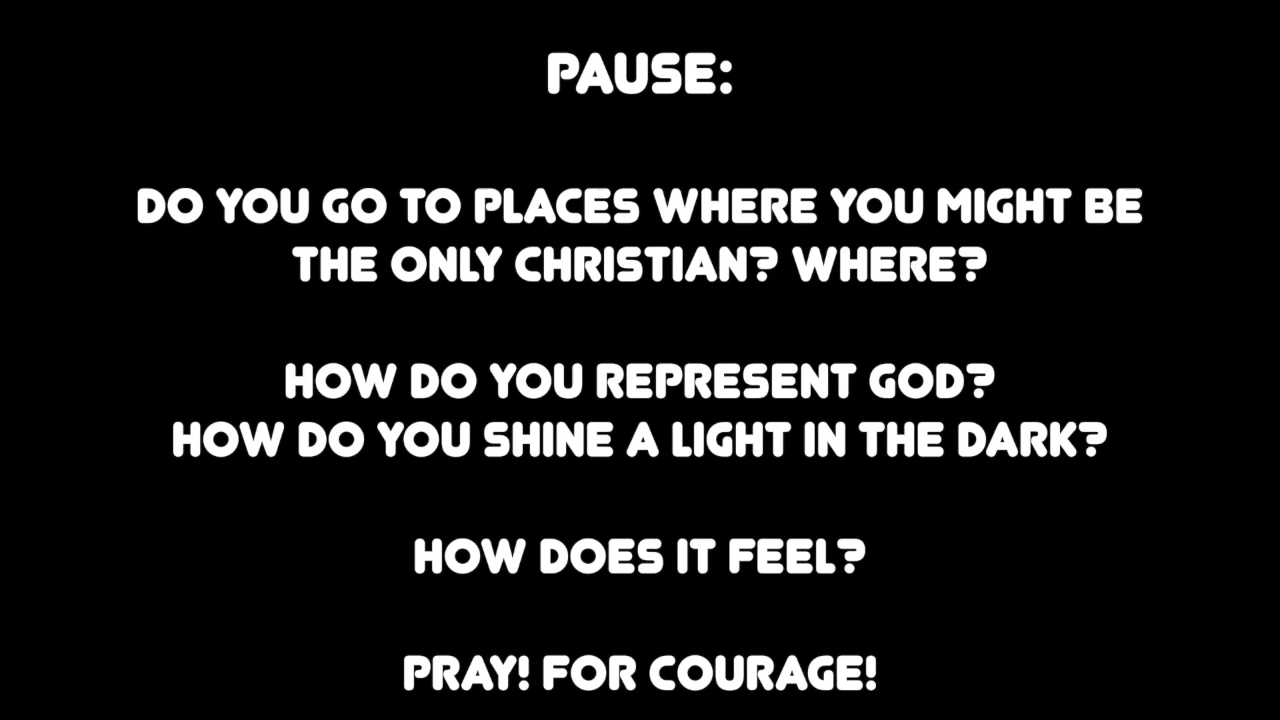 PAUSE:
DO YOU GO TO PLACES WHERE YOU MIGHT BE
THE ONLY CHRISTIAN? WHERE?
HOW DO YOU REPRESENT GOD?
HOW DO YOU SHINE A LIGHT IN THE DARK?
HOW DOES IT FEEL?
PRAY! FOR COURAGE!